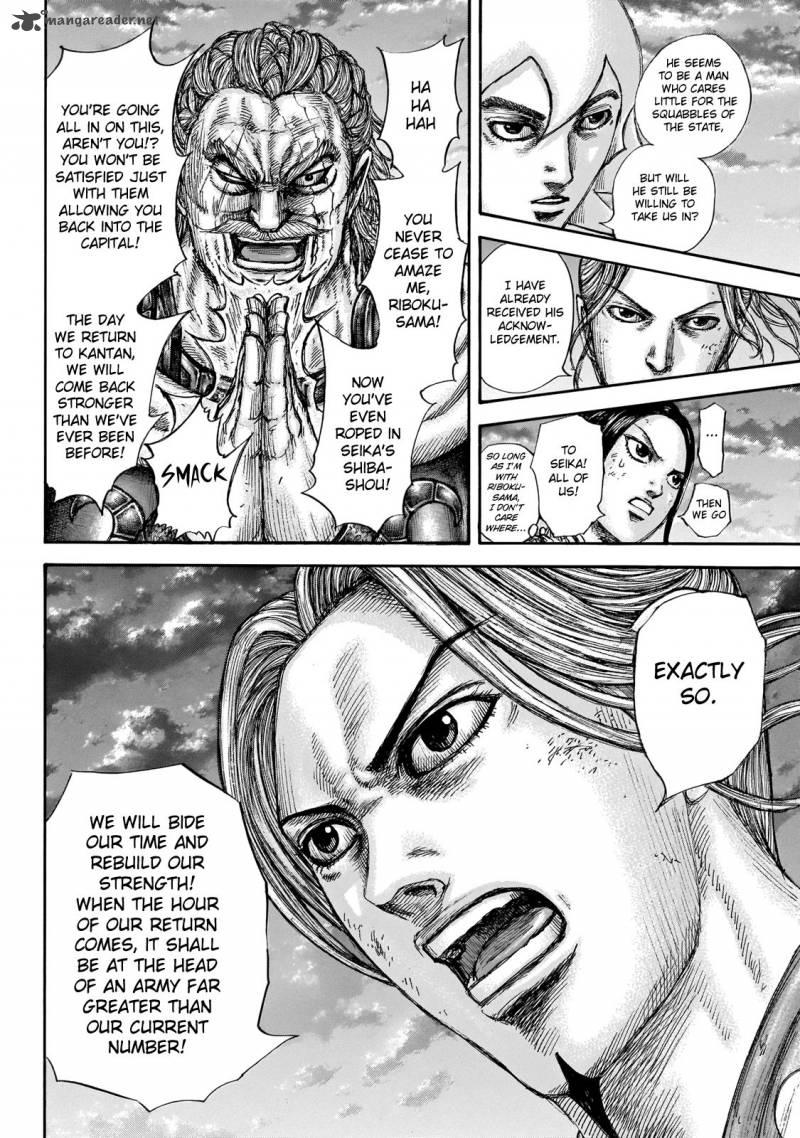 mangareader.net
HE SEEMS
TO BE A MAN
WHO CARES
LITTLE FOR THE
SQUABBLES
OF THE
STATE,
BUT WILL
HE STILL BE
WILLING TO
TAKE US IN?
I HAVE
ALREADY
RECEIVED HIS
ACKNOW-
LEDGEMENT.
...
THEN
WE GO
TO
SEIKA!
ALL OF
US!
SO LONG
AS I'M
WITH
RIBOKU-
SAMA,
I DON'T
CARE
WHERE...
HA
HA
HAH
YOU
NEVER
CEASE TO
AMAZE
ME,
RIBOKU-
SAMA!
NOW
YOU'VE
EVEN
ROPED IN
SEIKA'S
SHIBA-
SHOU!
YOU'RE GOING
ALL IN ON THIS,
AREN'T YOU!?
YOU WON'T BE
SATISFIED JUST
WITH THEM
ALLOWING YOU
BACK INTO THE
CAPITAL!
THE DAY
WE RETURN
TO KANTAN,
WE WILL
COME BACK
STRONGER
THAN WE'VE
EVER BEEN
BEFORE!
SMACK
EXACTLY
SO.
WE WILL BIDE
OUR TIME AND
REBUILD OUR
STRENGTH!
WHEN THE HOUR
OF OUR RETURN
COMES, IT SHALL
BE AT THE HEAD
OF AN ARMY FAR
GREATER THAN
OUR CURRENT
NUMBER!